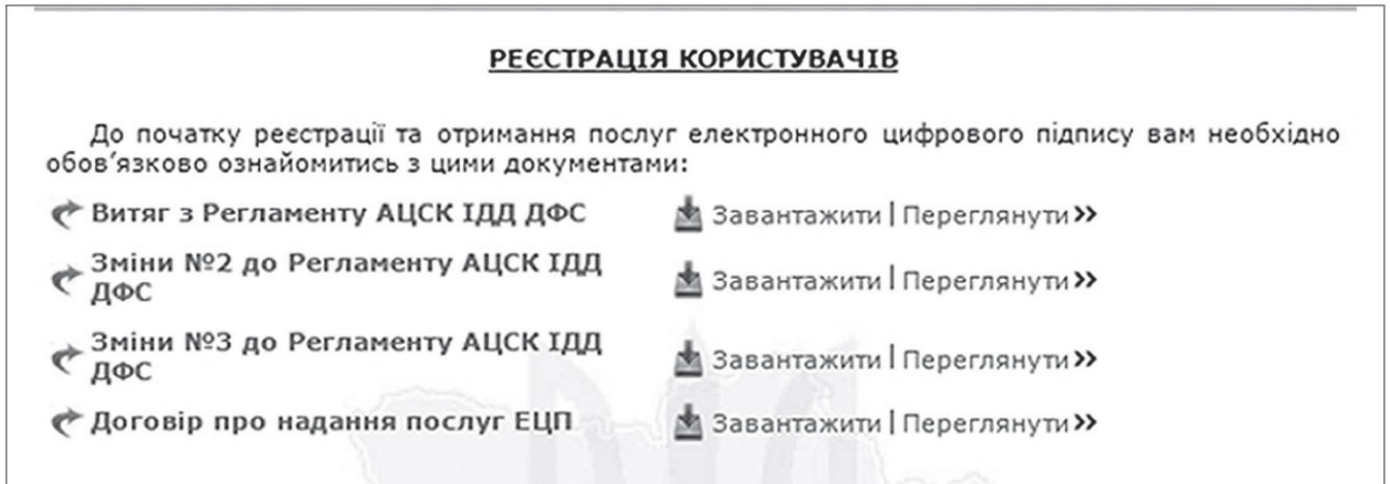 РЕЄСТРАЦІЯ КОРИСТУВАЧІВ
До початку реєстрації та отримання послуг електронного цифрового підпису вам необхідно
обов’язково ознайомитись з цими документами:
Витяг з Регламенту АЦСК ІДД ДФС Завантажити | Переглянути »
Зміни №2 до Регламенту АЦСК ІДД
ДФС Завантажити | Переглянути »
Зміни №3 до Регламенту АЦСК ІДД
ДФС Завантажити | Переглянути »
Договір про надання послуг ЕЦП Завантажити | Переглянути »